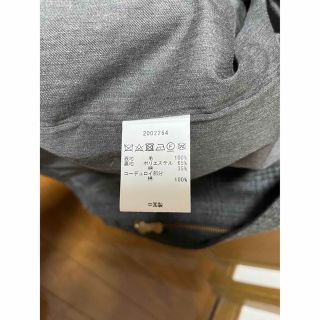 2002764
表地 毛 100%
裏地 ポリエステル 65%
綿 35%
コーデュロイ部分
綿 100%
中国製